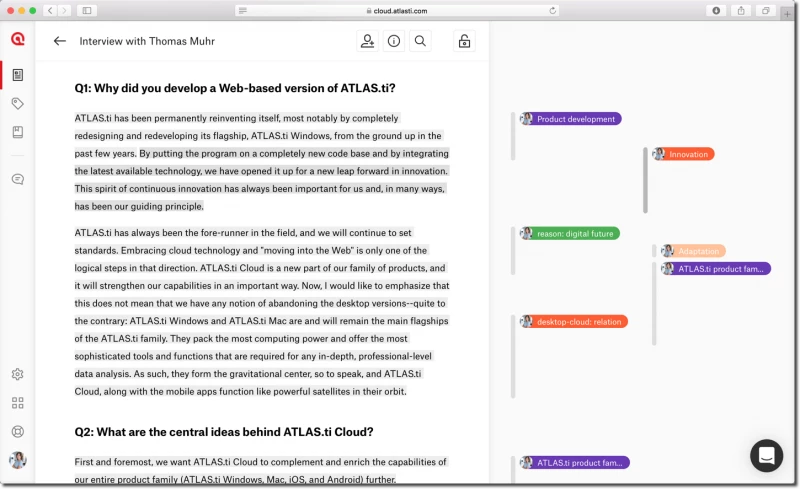 cloud.atlasti.com
Interview with Thomas Muhr
Q1: Why did you develop a Web-based version of ATLAS.ti?
ATLAS.ti has been permanently reinventing itself, most notably by completely
redesigning and redeveloping its flagship, ATLAS.ti Windows, from the ground up in the
past few years. By putting the program on a completely new code base and by integrating
the latest available technology, we have opened it up for a new leap forward in innovation.
This spirit of continuous innovation has always been important for us and, in many ways,
has been our guiding principle.
ATLAS.ti has always been the fore-runner in the field, and we will continue to set
standards. Embracing cloud technology and "moving into the Web" is only one of the
logical steps in that direction. ATLAS.ti Cloud is a new part of our family of products, and
it will strengthen our capabilities in an important way. Now, I would like to emphasize that
this does not mean that we have any notion of abandoning the desktop versions--quite to
the contrary: ATLAS.ti Windows and ATLAS.ti Mac are and will remain the main flagships
of the ATLAS.ti family. They pack the most computing power and offer the most
sophisticated tools and functions that are required for any in-depth, professional-level
data analysis. As such, they form the gravitational center, so to speak, and ATLAS.ti
Cloud, along with the mobile apps function like powerful satellites in their orbit.
Q2: What are the central ideas behind ATLAS.ti Cloud?
First and foremost, we want ATLAS.ti Cloud to complement and enrich the capabilities of
our entire product family (ATLAS.ti Windows, Mac, iOS, and Android) further.
Product development
Innovation
reason: digital future
Adaptation
ATLAS.ti product fam...
desktop-cloud: relation
ATLAS.ti product fam...